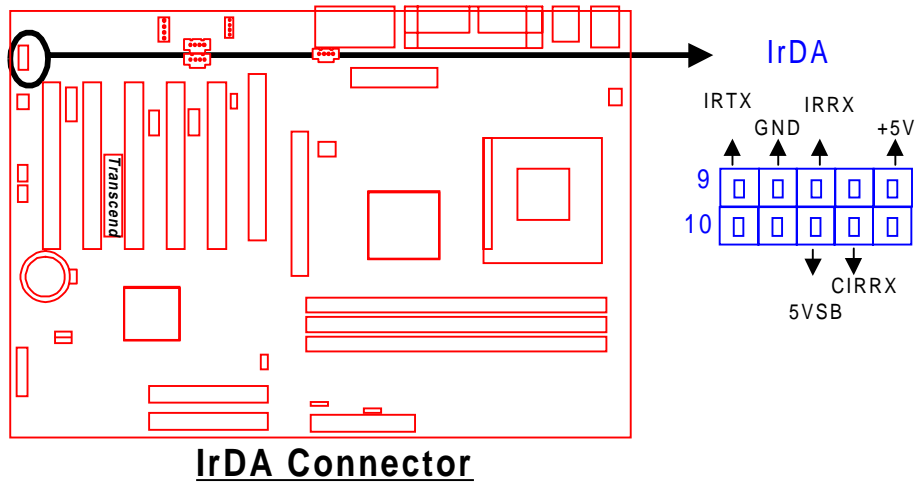 IrDA
IRTX
IRRX
GND
+5V
9
10
CIRRX
5VSB
Transcend
IrDA Connector